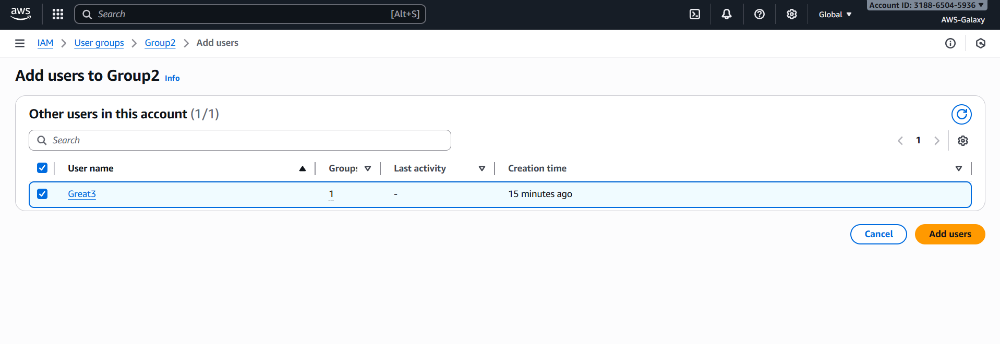 aws
Search [Alt+S]
Global
Account ID: 3188-6504-5936
AWS-Galaxy
IAM > User groups > Group2 > Add users
Add users to Group2 Info
Other users in this account (1/1)
Search
1
User name Groups Last activity Creation time
Great3 1 - 15 minutes ago
Cancel Add users